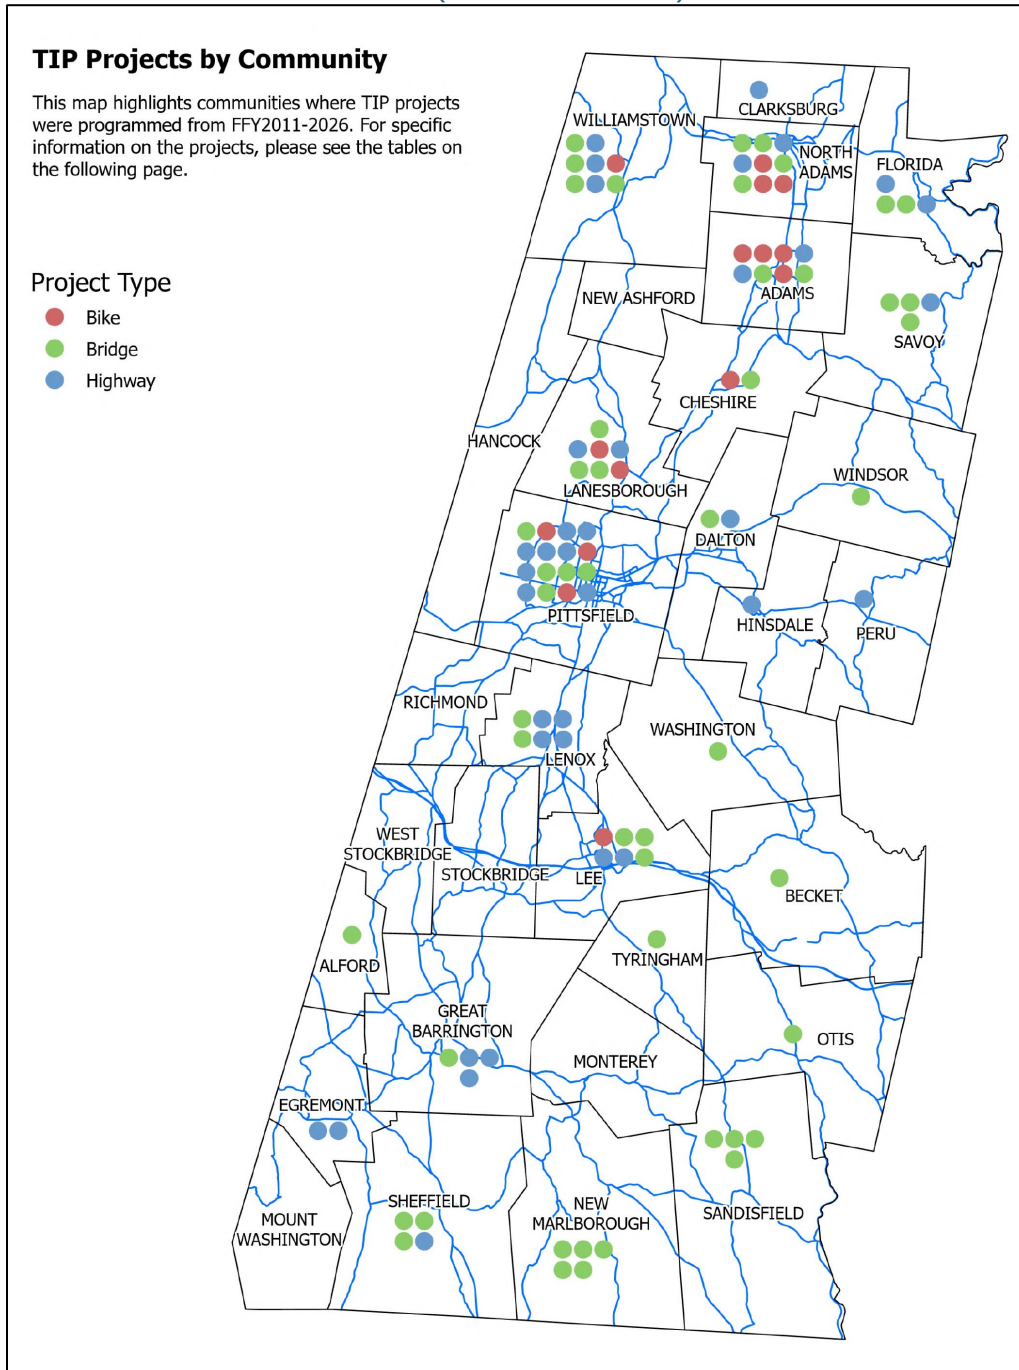 TIP Projects by Community
This map highlights communities where TIP projects
were programmed from FFY2011-2026. For specific
information on the projects, please see the tables on
the following page.
Project Type
Bike
Bridge
Highway
CLARKSBURG
WILLIAMSTOWN
NORTH
ADAMS
FLORIDA
ADAMS
NEW ASHFORD
SAVOY
CHESHIRE
HANCOCK
WINDSOR
LANESBOROUGH
DALTON
PITTSFIELD
HINSDALE
PERU
RICHMOND
WASHINGTON
LENOX
WEST
STOCKBRIDGE
STOCKBRIDGE
LEE
BECKET
TYRINGHAM
ALFORD
GREAT
BARRINGTON
OTIS
MONTEREY
EGREMONT
SHEFFIELD
NEW
MARLBOROUGH
SANDISFIELD
MOUNT
WASHINGTON